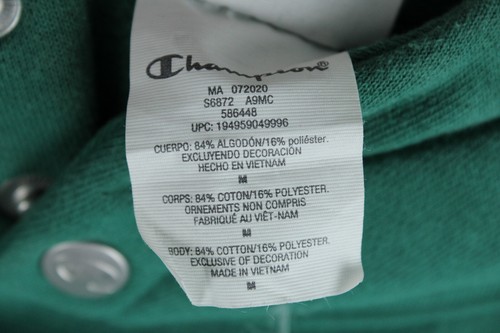 Champion
MA 072020
S6872 A9MC
586448
UPC: 194959049996
CUERPO: 84% ALGODÓN/16% poliéster.
EXCLUYENDO DECORACIÓN
HECHO EN VIETNAM
M
CORPS: 84% COTON/16% POLYESTER.
ORNEMENTS NON COMPRIS
FABRIQUÉ AU VIÊT-NAM
M
BODY: 84% COTTON/16% POLYESTER.
EXCLUSIVE OF DECORATION
MADE IN VIETNAM
M